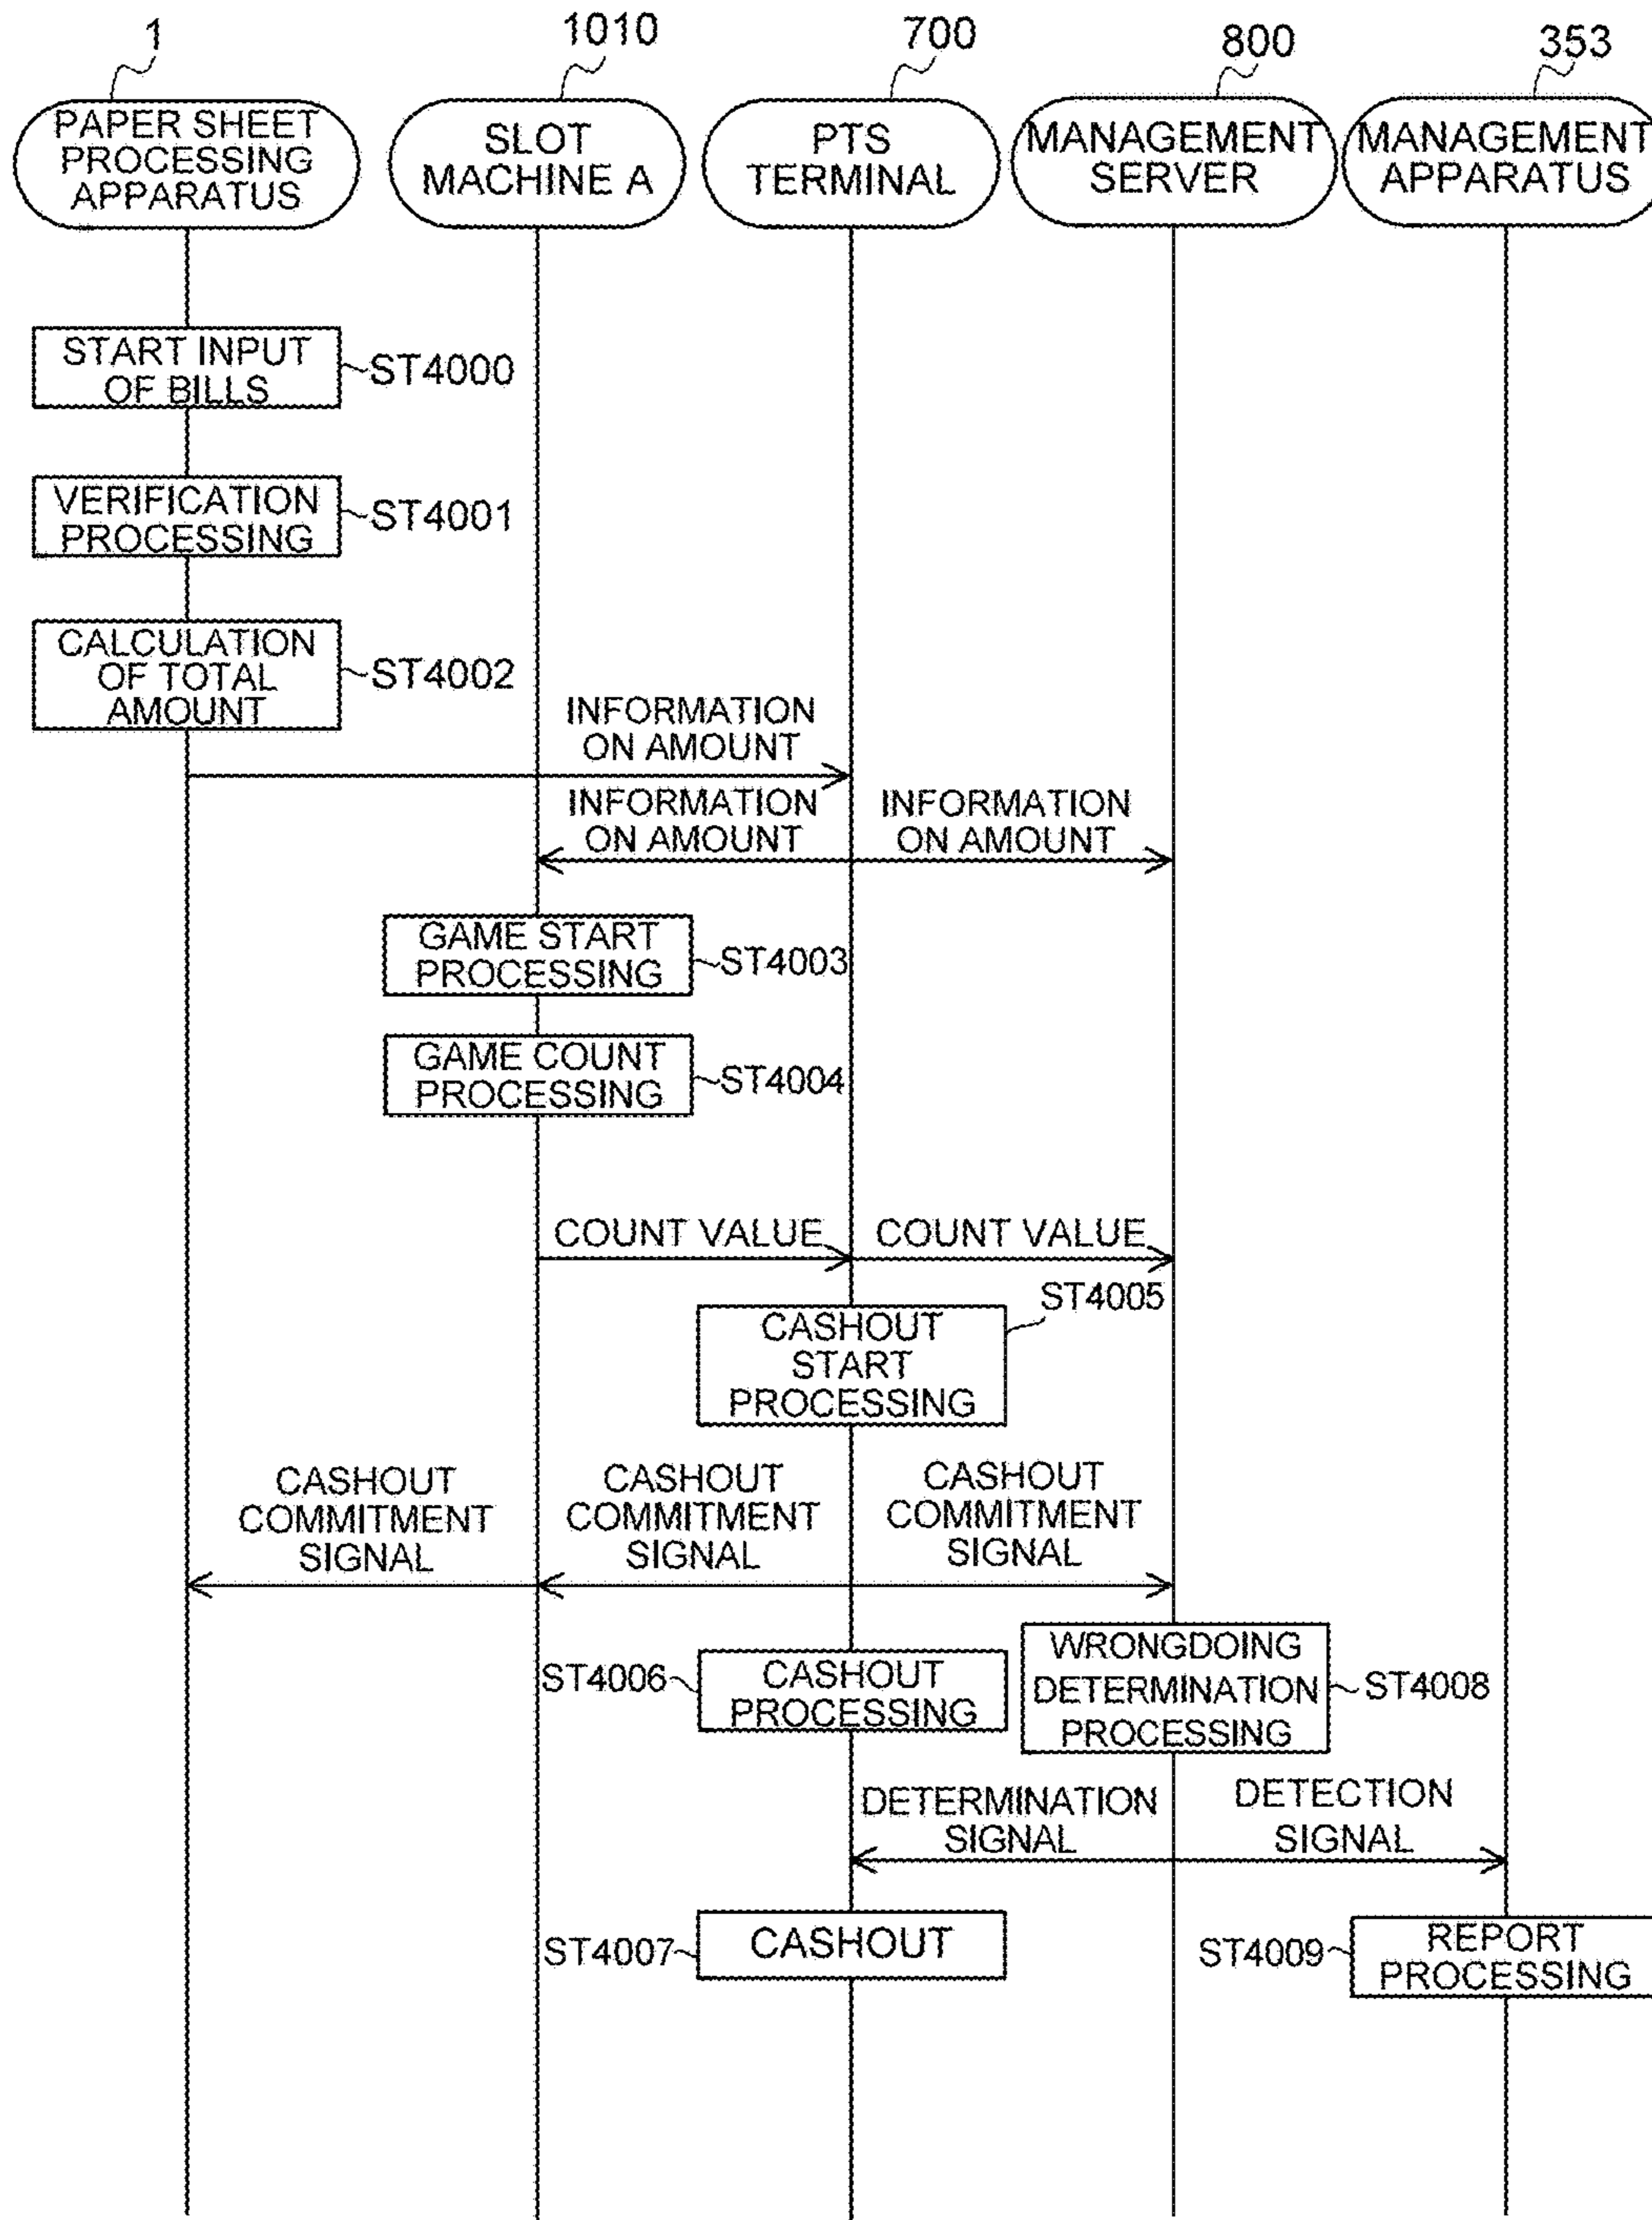 1
1010
700
800
353
PAPER SHEET
PROCESSING
APPARATUS
SLOT
MACHINE A
PTS
TERMINAL
MANAGEMENT
SERVER
MANAGEMENT
APPARATUS
START INPUT
OF BILLS
ST4000
VERIFICATION
PROCESSING
ST4001
CALCULATION
OF TOTAL
AMOUNT
ST4002
INFORMATION
ON AMOUNT
INFORMATION
ON AMOUNT
INFORMATION
ON AMOUNT
GAME START
PROCESSING
ST4003
GAME COUNT
PROCESSING
ST4004
COUNT VALUE
COUNT VALUE
ST4005
CASHOUT
START
PROCESSING
CASHOUT
COMMITMENT
SIGNAL
CASHOUT
COMMITMENT
SIGNAL
CASHOUT
COMMITMENT
SIGNAL
ST4006
CASHOUT
PROCESSING
WRONGDOING
DETERMINATION
PROCESSING
ST4008
DETERMINATION
SIGNAL
DETECTION
SIGNAL
ST4007
CASHOUT
ST4009
REPORT
PROCESSING